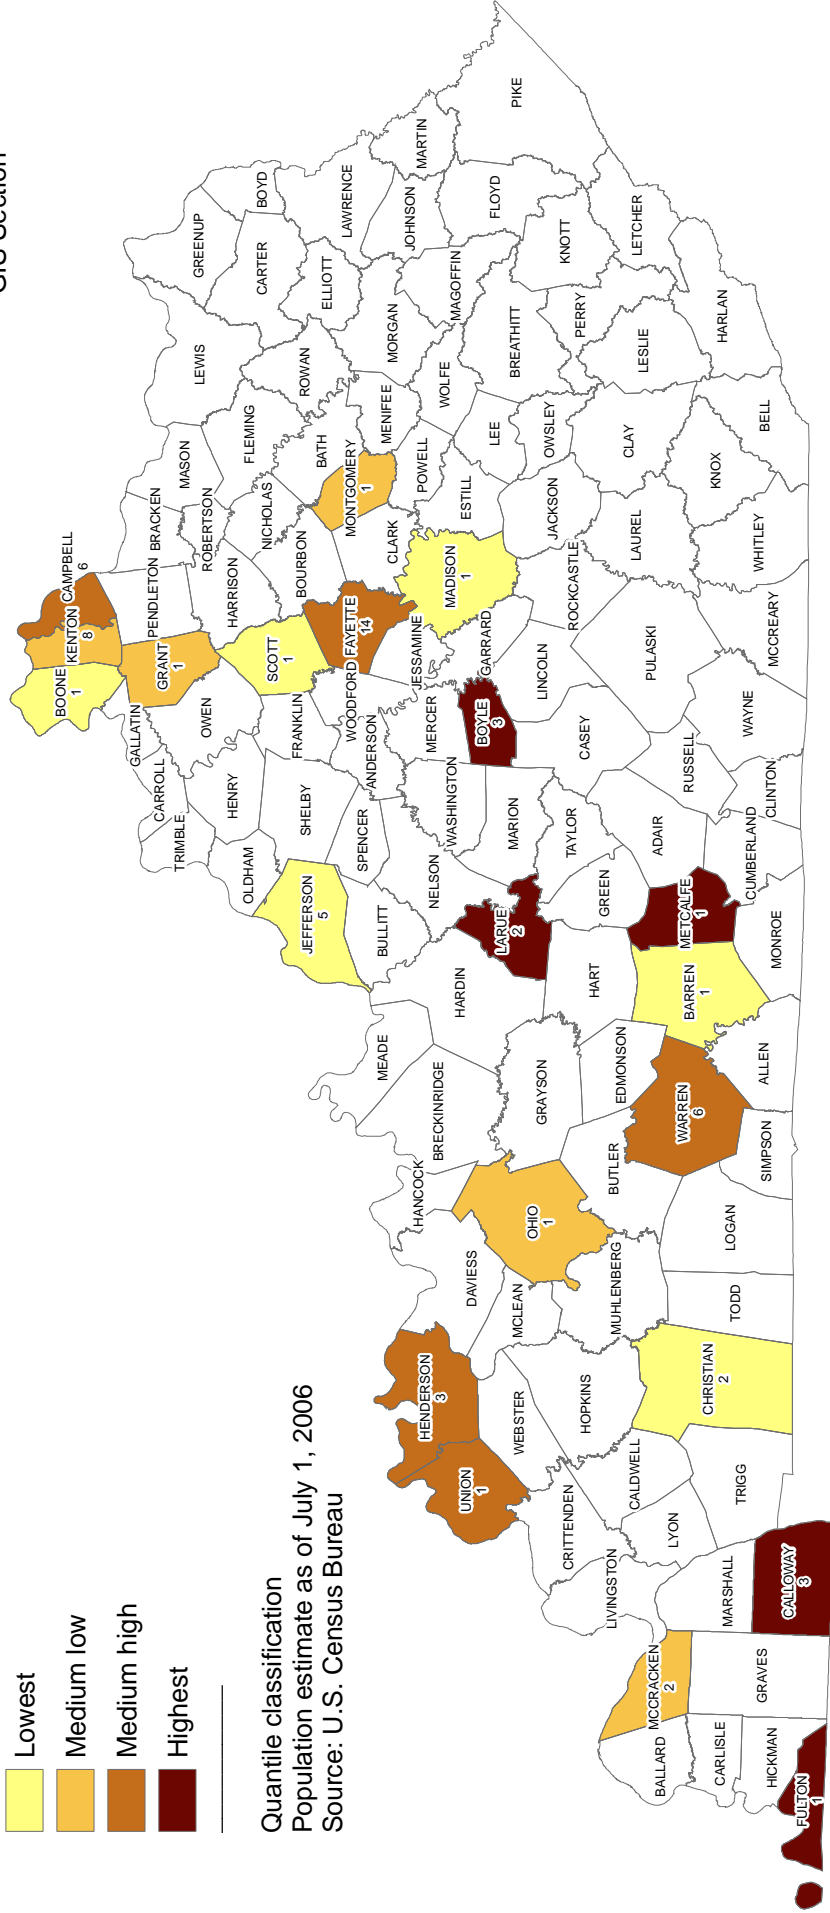 GIS Section
Lowest
Medium low
Medium high
Highest
Quantile classification
Population estimate as of July 1, 2006
Source: U.S. Census Bureau
BOONE
1
KENTON
8
CAMPBELL
6
GALLATIN
GRANT
1
PENDLETON
BRACKEN
MASON
LEWIS
GREENUP
BOYD
CARROLL
TRIMBLE
OWEN
HARRISON
ROBERTSON
FLEMING
CARTER
HENRY
OLDHAM
SCOTT
1
NICHOLAS
ROWAN
ELLIOTT
LAWRENCE
JEFFERSON
5
SHELBY
FRANKLIN
BOURBON
BATH
SPENCER
ANDERSON
WOODFORD
FAYETTE
14
MONTGOMERY
1
MENIFEE
MORGAN
JOHNSON
MARTIN
BULLITT
MEADE
CLARK
POWELL
WOLFE
MAGOFFIN
HANCOCK
BRECKINRIDGE
NELSON
WASHINGTON
MERCER
JESSAMINE
MADISON
1
ESTILL
LEE
BREATHITT
FLOYD
PIKE
HENDERSON
3
UNION
1
DAVIESS
HARDIN
LARUE
2
MARION
BOYLE
3
GARRARD
LINCOLN
JACKSON
OWSLEY
PERRY
KNOTT
WEBSTER
MCLEAN
OHIO
1
GRAYSON
TAYLOR
CASEY
ROCKCASTLE
CRITTENDEN
HOPKINS
MUHLENBERG
BUTLER
EDMONSON
HART
GREEN
ADAIR
PULASKI
LAUREL
CLAY
LESLIE
LETCHER
LIVINGSTON
CALDWELL
LYON
WARREN
6
BARREN
1
METCALFE
1
RUSSELL
KNOX
HARLAN
BALLARD
MCCRACKEN
2
MARSHALL
TRIGG
CHRISTIAN
2
TODD
LOGAN
SIMPSON
ALLEN
MONROE
CUMBERLAND
CLINTON
WAYNE
MCCREARY
WHITLEY
BELL
CARLISLE
GRAVES
HICKMAN
CALLOWAY
3
FULTON
1